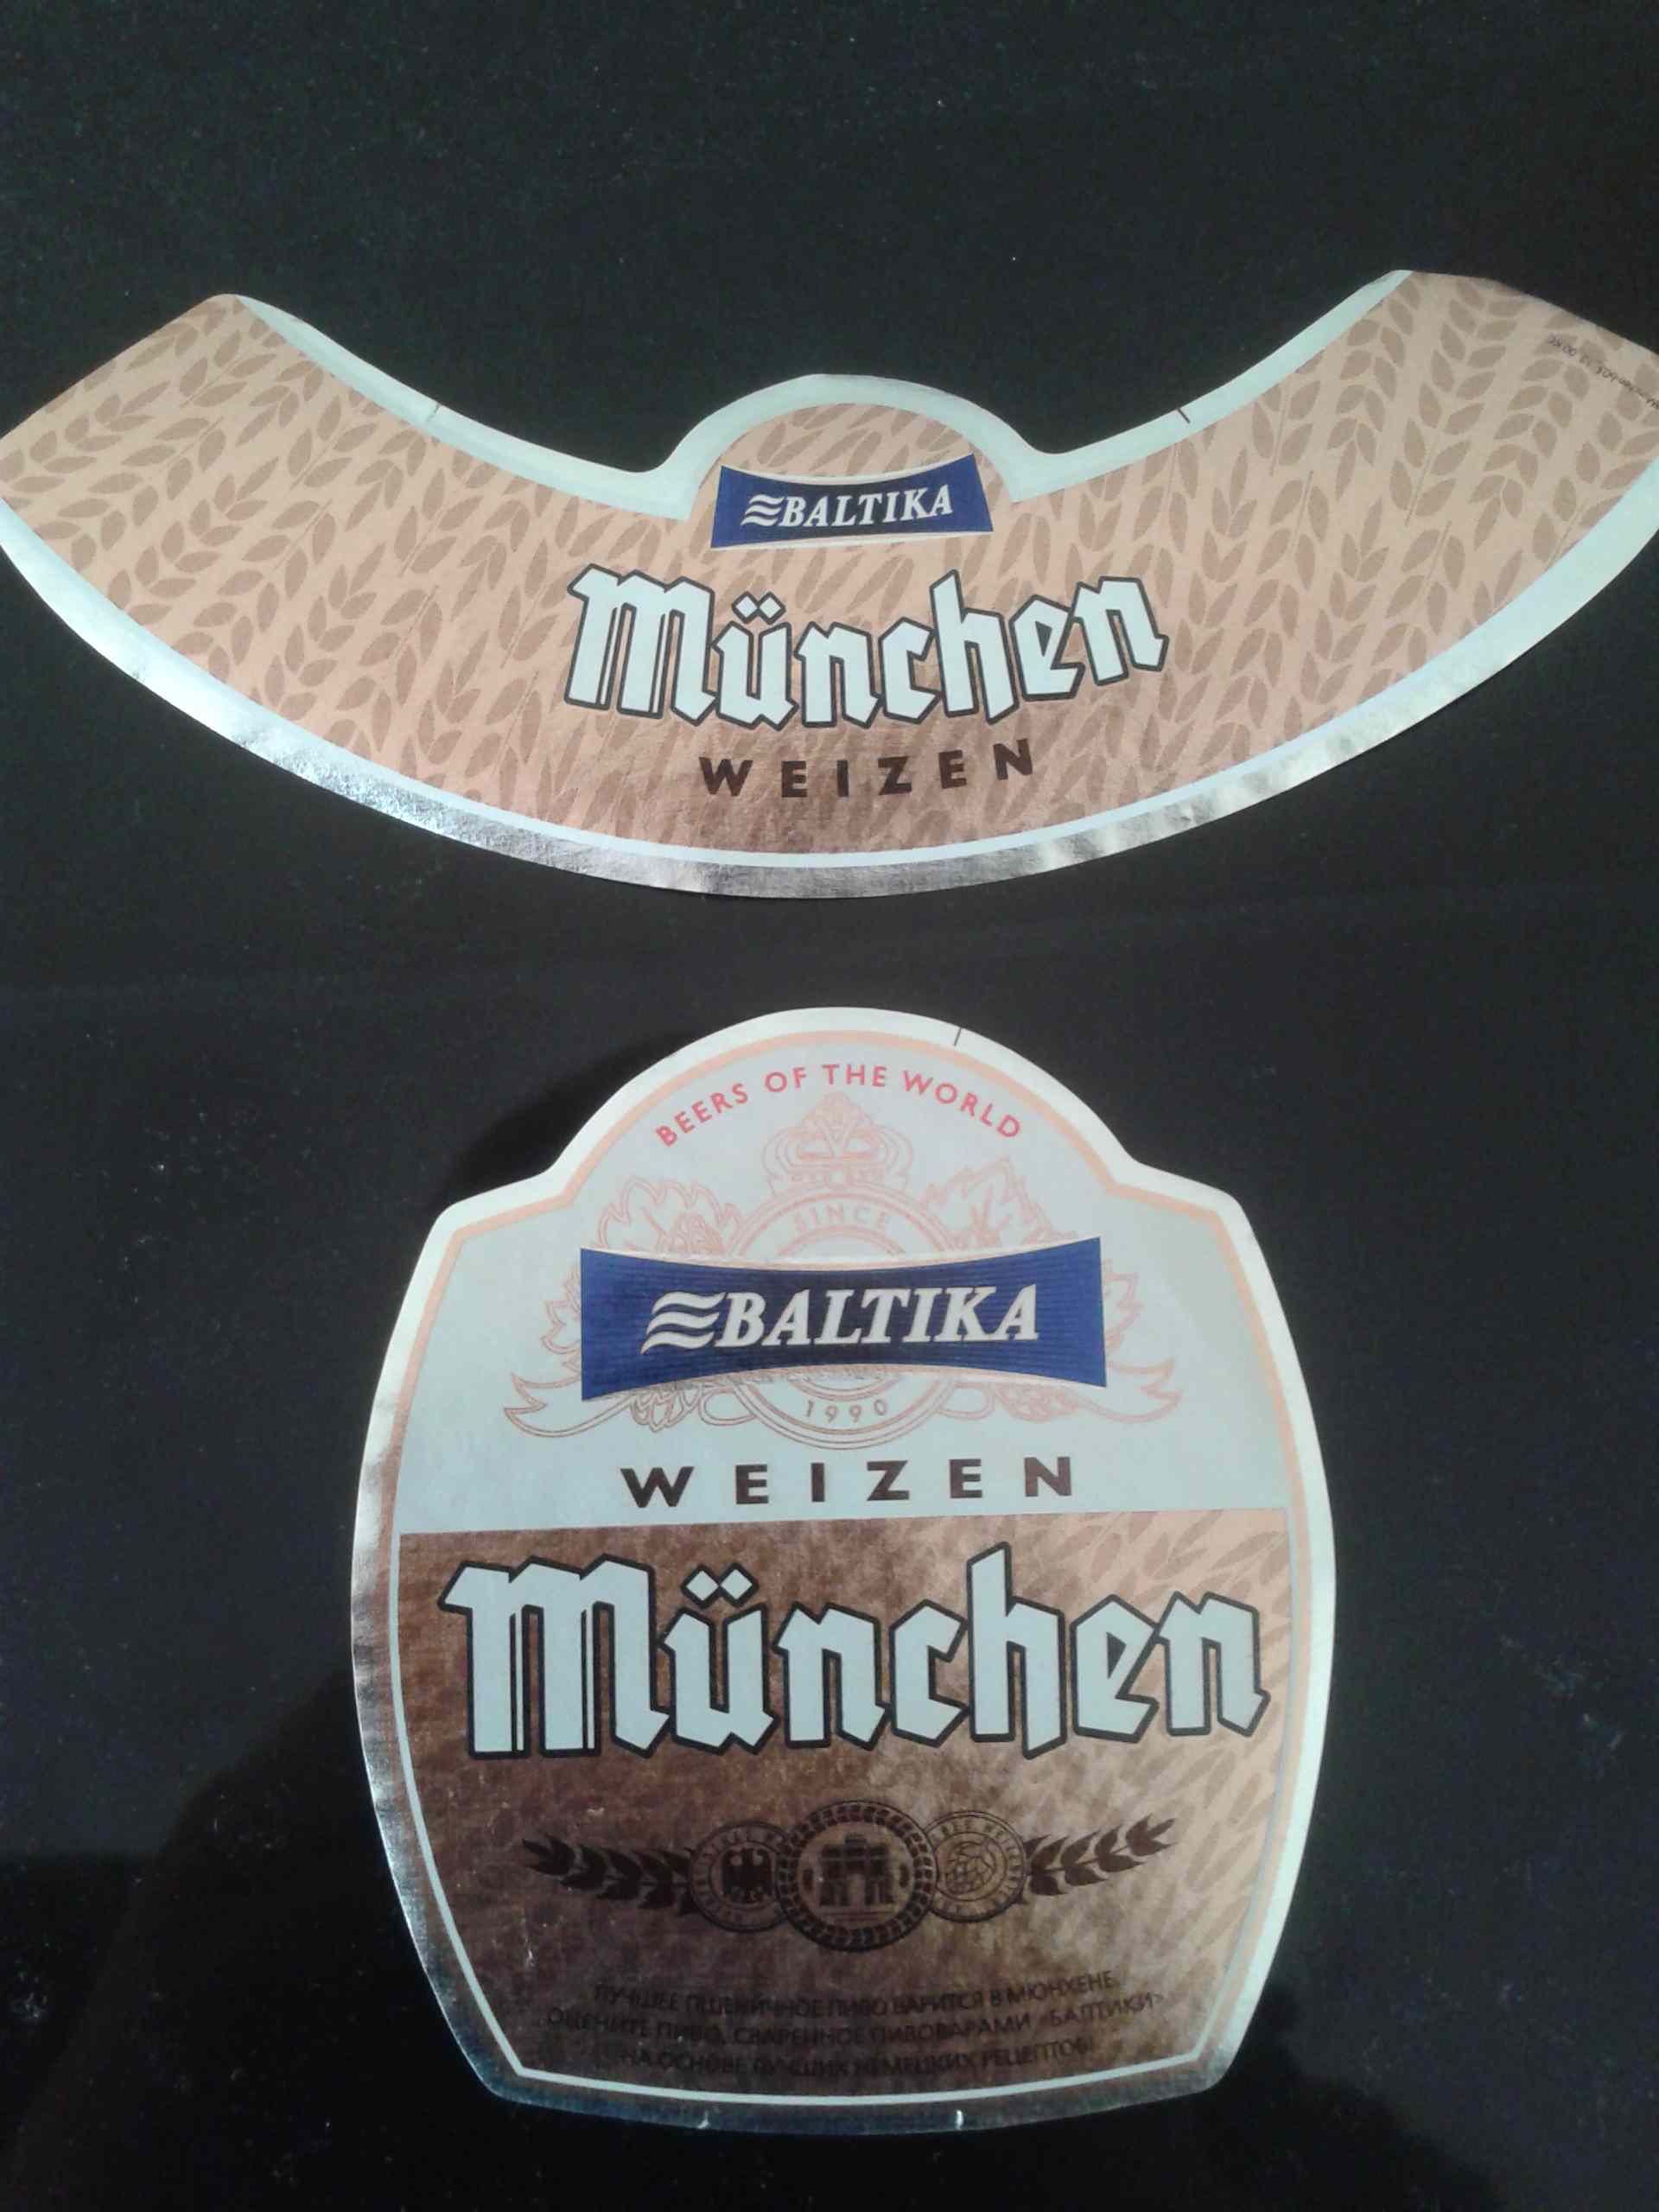 BALTIKA
München
WEIZEN
BEERS OF THE WORLD
SINCE
BALTIKA
1990
WEIZEN
München
ЛУЧШЕЕ ПШЕНИЧНОЕ ПИВО ВАРИТСЯ В МЮНХЕНЕ.
ОЦЕНИТЕ ПИВО, СВАРЕННОЕ ПИВОВАРАМИ «БАЛТИКИ»
НА ОСНОВЕ ЛУЧШИХ НЕМЕЦКИХ РЕЦЕПТОВ